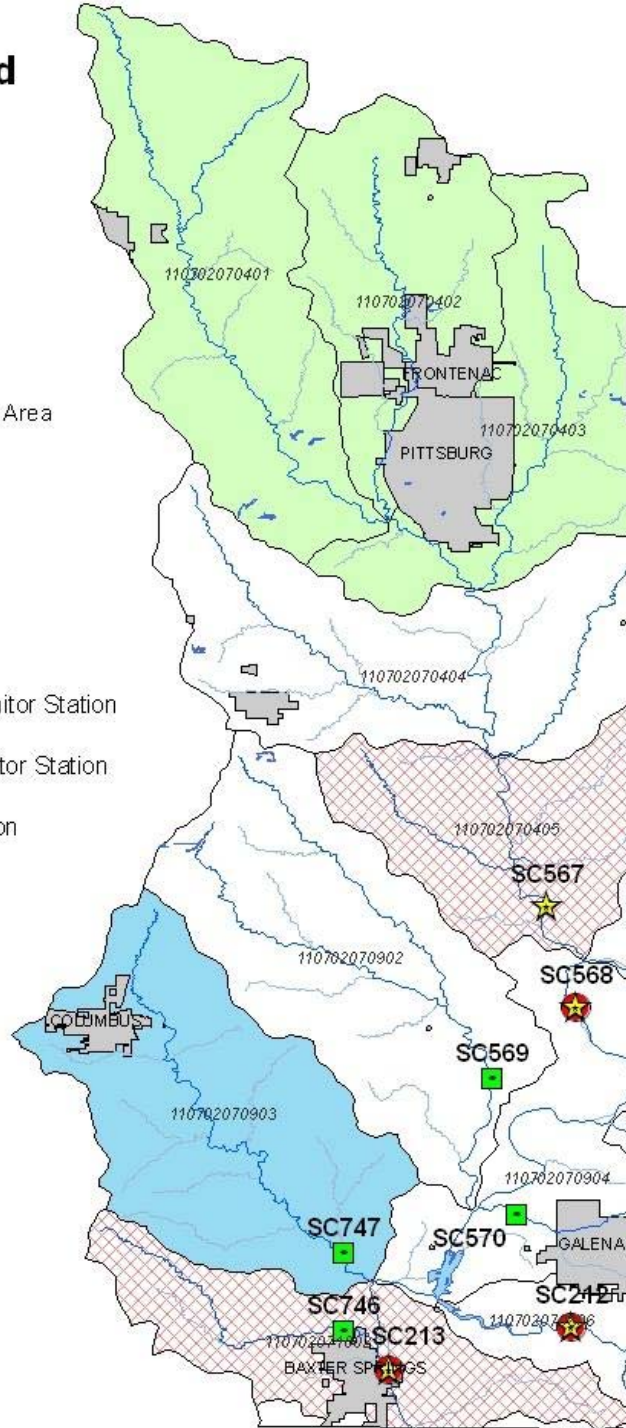 d
110702070401
110702070402
FRONTENAC
Area
110702070403
PITTSBURG
110702070404
itor Station
tor Station
on
110702070405
SC567
110702070902
SC568
COLUMBUS
SC569
110702070903
110702070904
SC747
SC570
GALENA
SC746
SC212
SC213
BAXTER SPRINGS